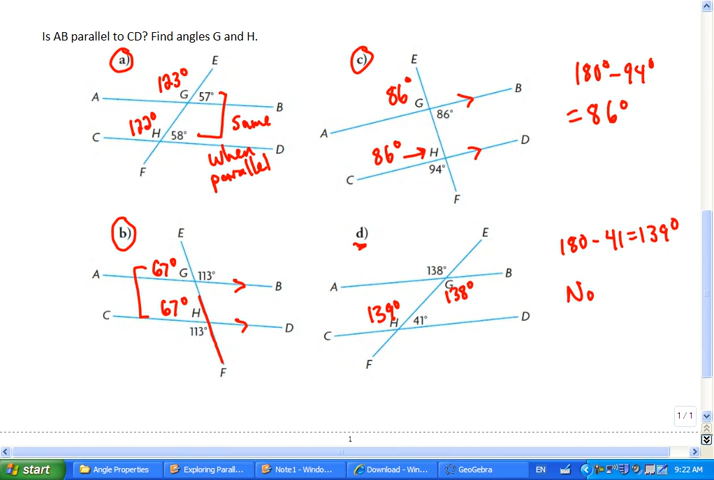 Is AB parallel to CD? Find angles G and H.
a)
E
123°
G 57°
A
B
Same
122°
C
H 58°
D
when
parallel
F
c)
E
86°
B
G
86°
A
D
86° → H
94°
C
F
180° - 94°
= 86°
b)
E
67°
G 113°
A
B
67°
H
C
D
113°
F
d)
E
138°
B
G
A
138°
139°
D
H 41°
C
F
180 - 41 = 139°
No
1 / 1
1
start
Angle Properties
Exploring Parall...
Note1 - Windo...
Download - Win...
GeoGebra
EN
9:22 AM